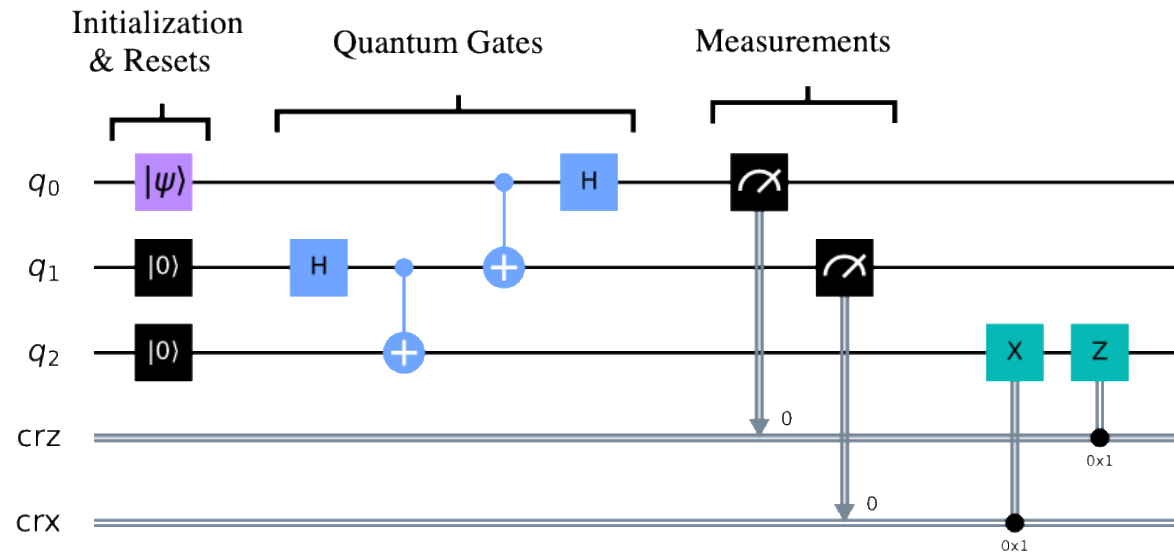 Initialization
& Resets
Quantum Gates
Measurements
q₀ |ψ⟩ H
q₁ |0⟩ H
q₂ |0⟩ X Z
crz 0
0x1
crx 0
0x1